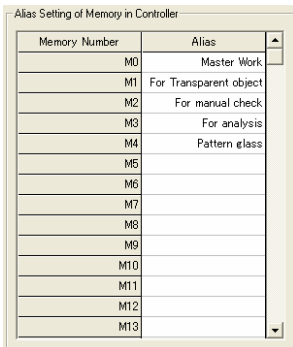 Alias Setting of Memory in Controller
Memory Number Alias
M0 Master Work
M1 For Transparent object
M2 For manual check
M3 For analysis
M4 Pattern glass
M5
M6
M7
M8
M9
M10
M11
M12
M13